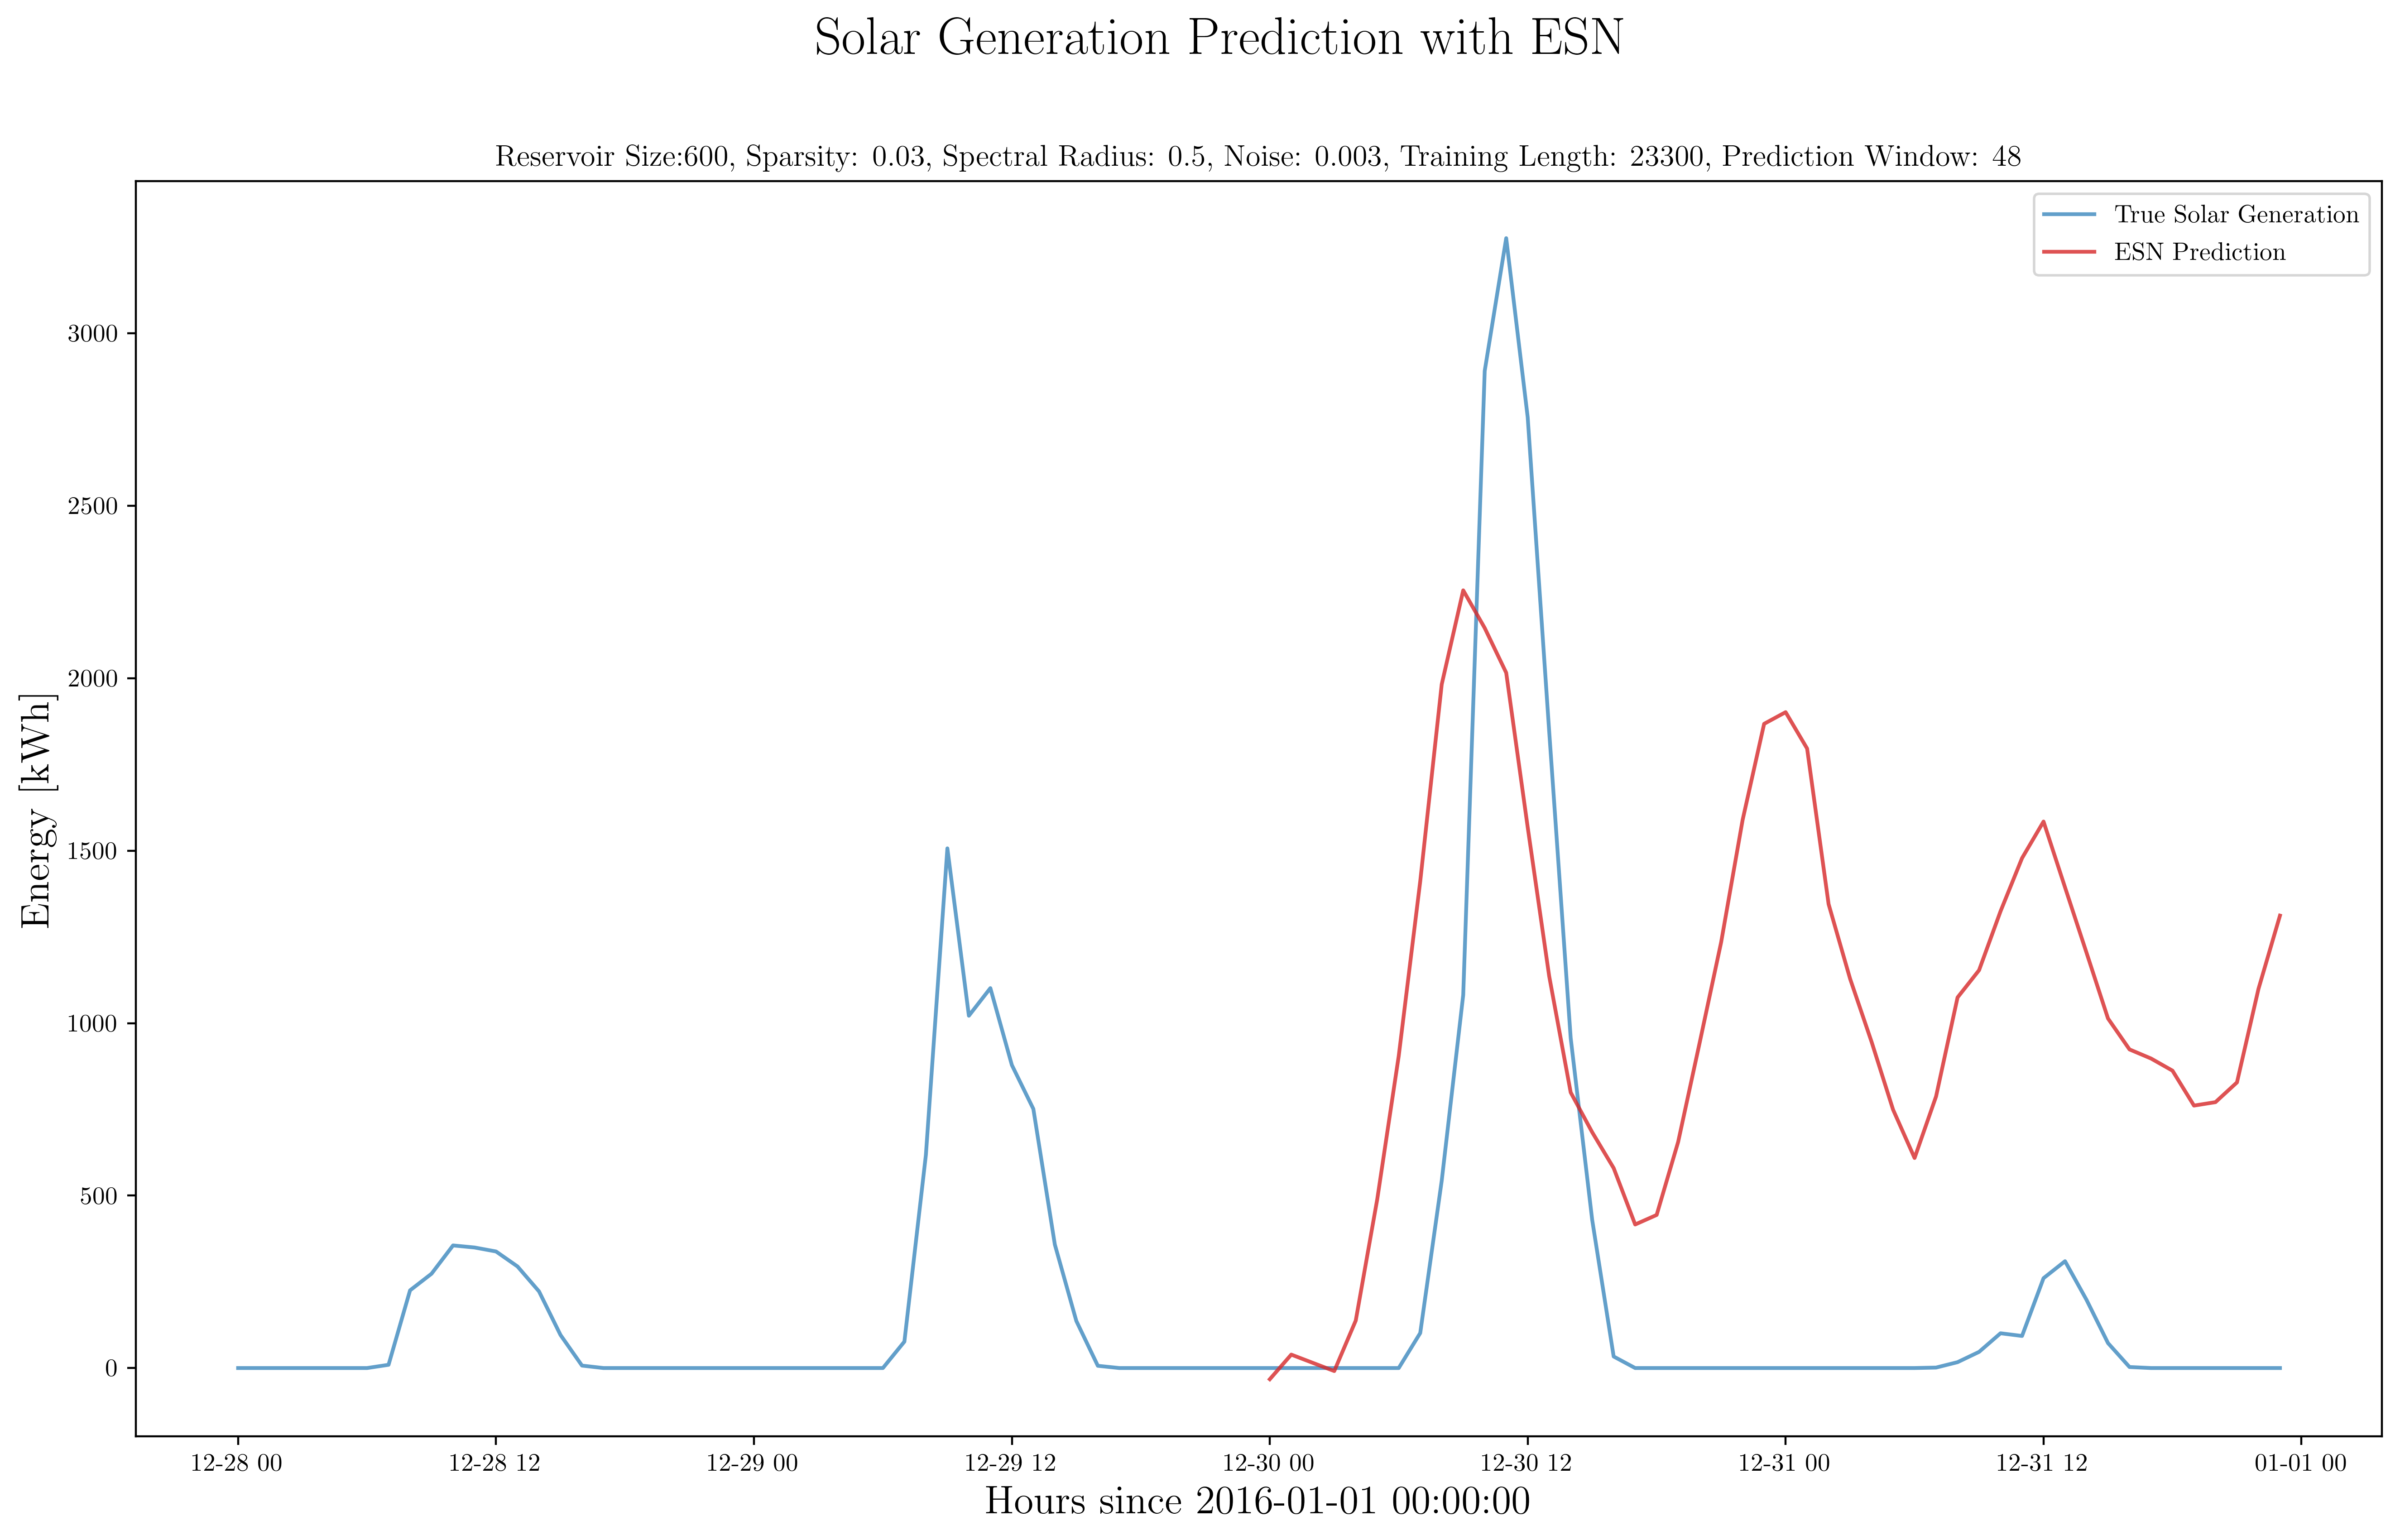 Solar Generation Prediction with ESN
Reservoir Size:600, Sparsity: 0.03, Spectral Radius: 0.5, Noise: 0.003, Training Length: 23300, Prediction Window: 48
True Solar Generation
ESN Prediction
Energy [kWh]
3000
2500
2000
1500
1000
500
0
12-28 00 12-28 12 12-29 00 12-29 12 12-30 00 12-30 12 12-31 00 12-31 12 01-01 00
Hours since 2016-01-01 00:00:00